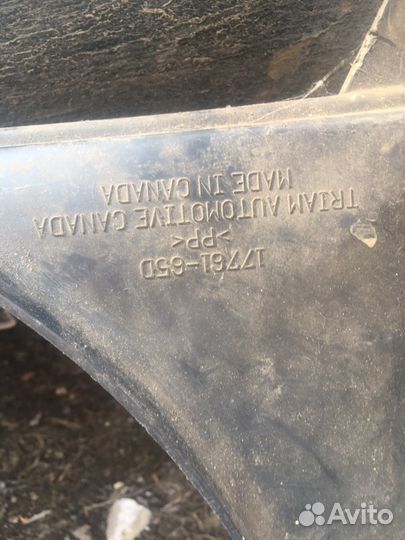 17761-65D
>PP<
TRIAM AUTOMOTIVE CANADA
MADE IN CANADA
Avito